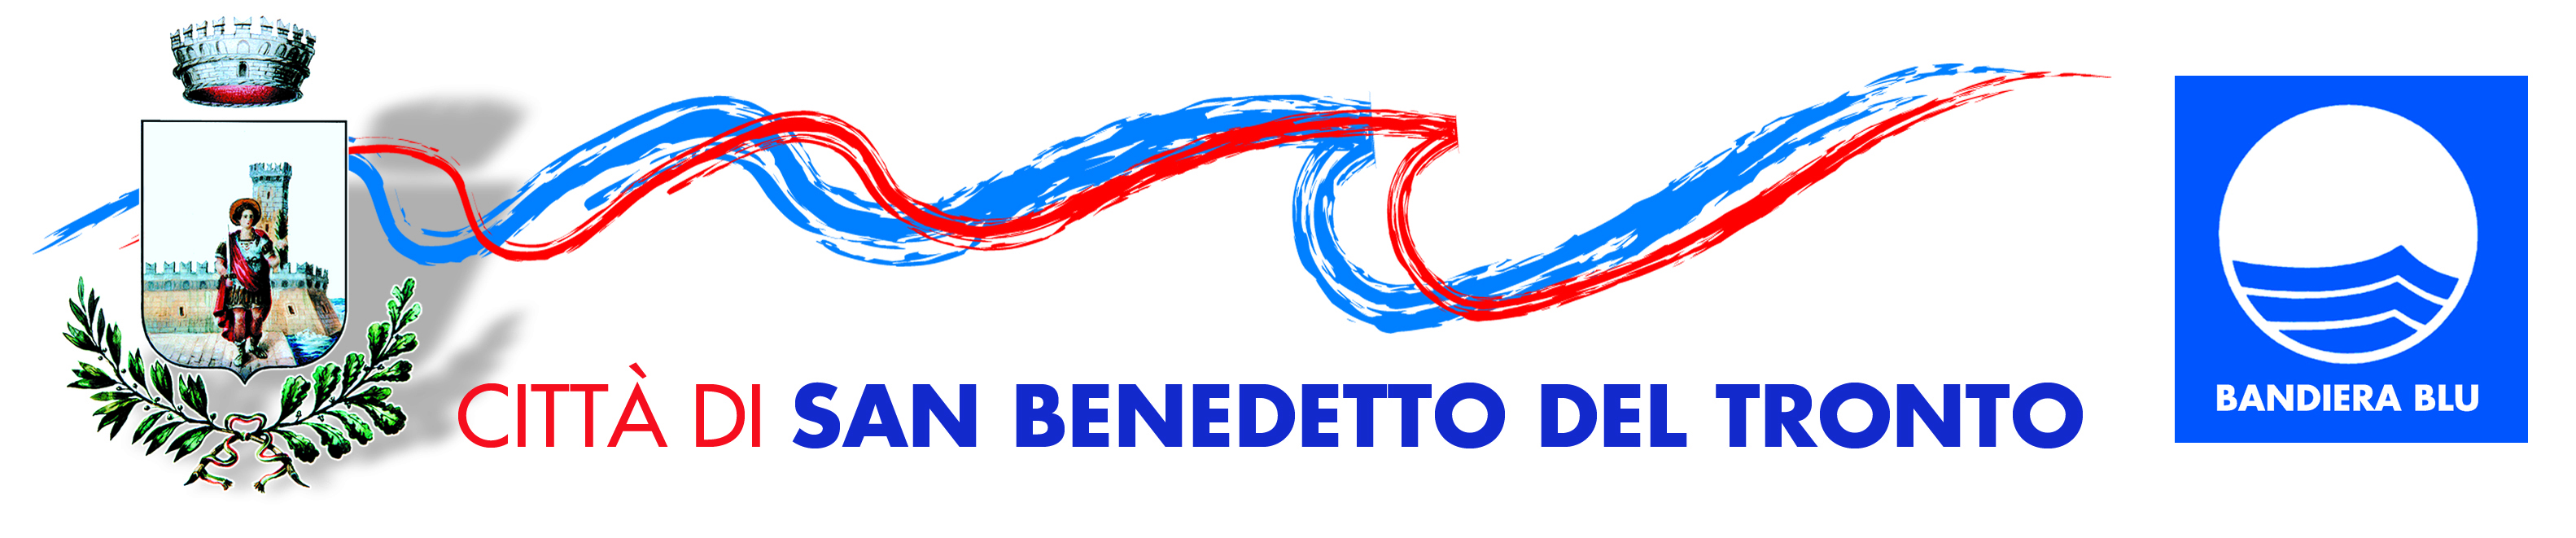 CITTÀ DI SAN BENEDETTO DEL TRONTO
BANDIERA BLU